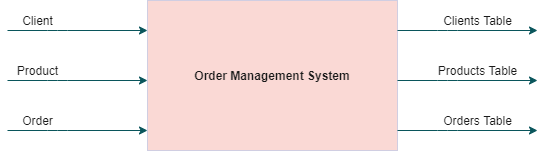 Client
Clients Table
Product
Order Management System
Products Table
Order
Orders Table